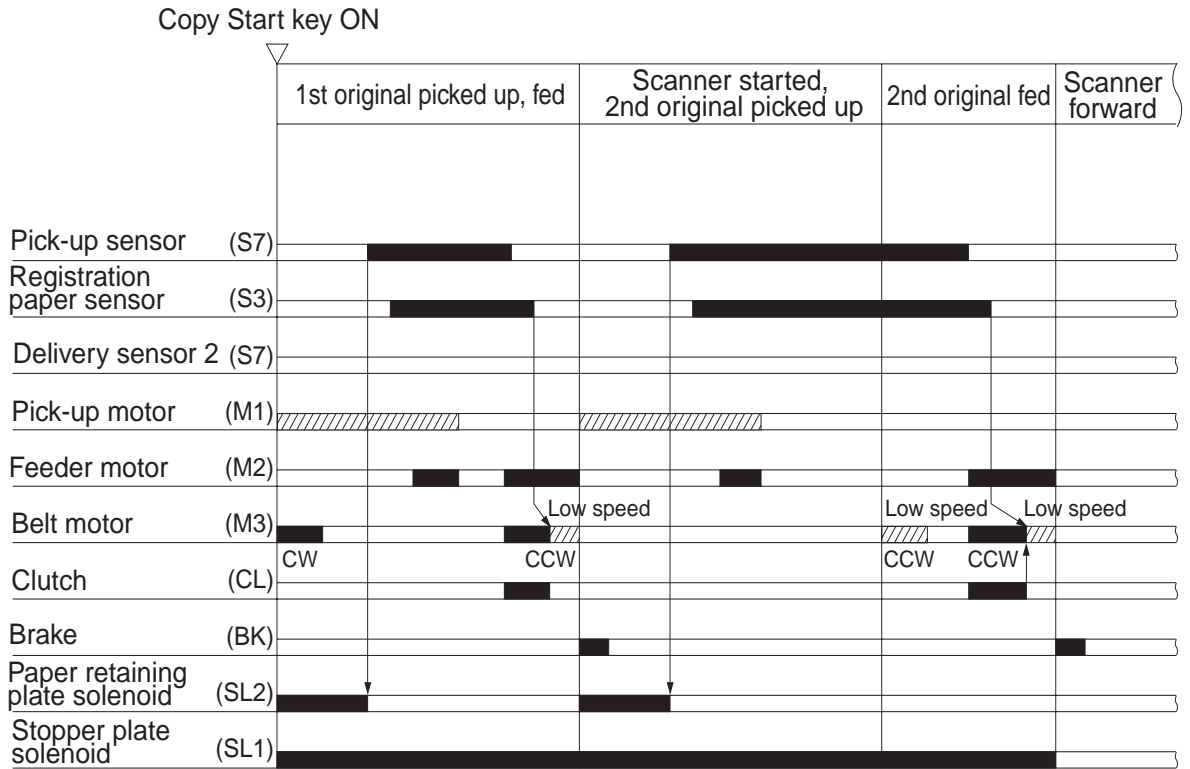 Copy Start key ON
1st original picked up, fed
Scanner started,
2nd original picked up
2nd original fed
Scanner
forward
Pick-up sensor (S7)
Registration
paper sensor (S3)
Delivery sensor 2 (S7)
Pick-up motor (M1)
Feeder motor (M2)
Low speed Low speed Low speed
Belt motor (M3)
CW CCW CCW CCW
Clutch (CL)
Brake (BK)
Paper retaining
plate solenoid (SL2)
Stopper plate
solenoid (SL1)